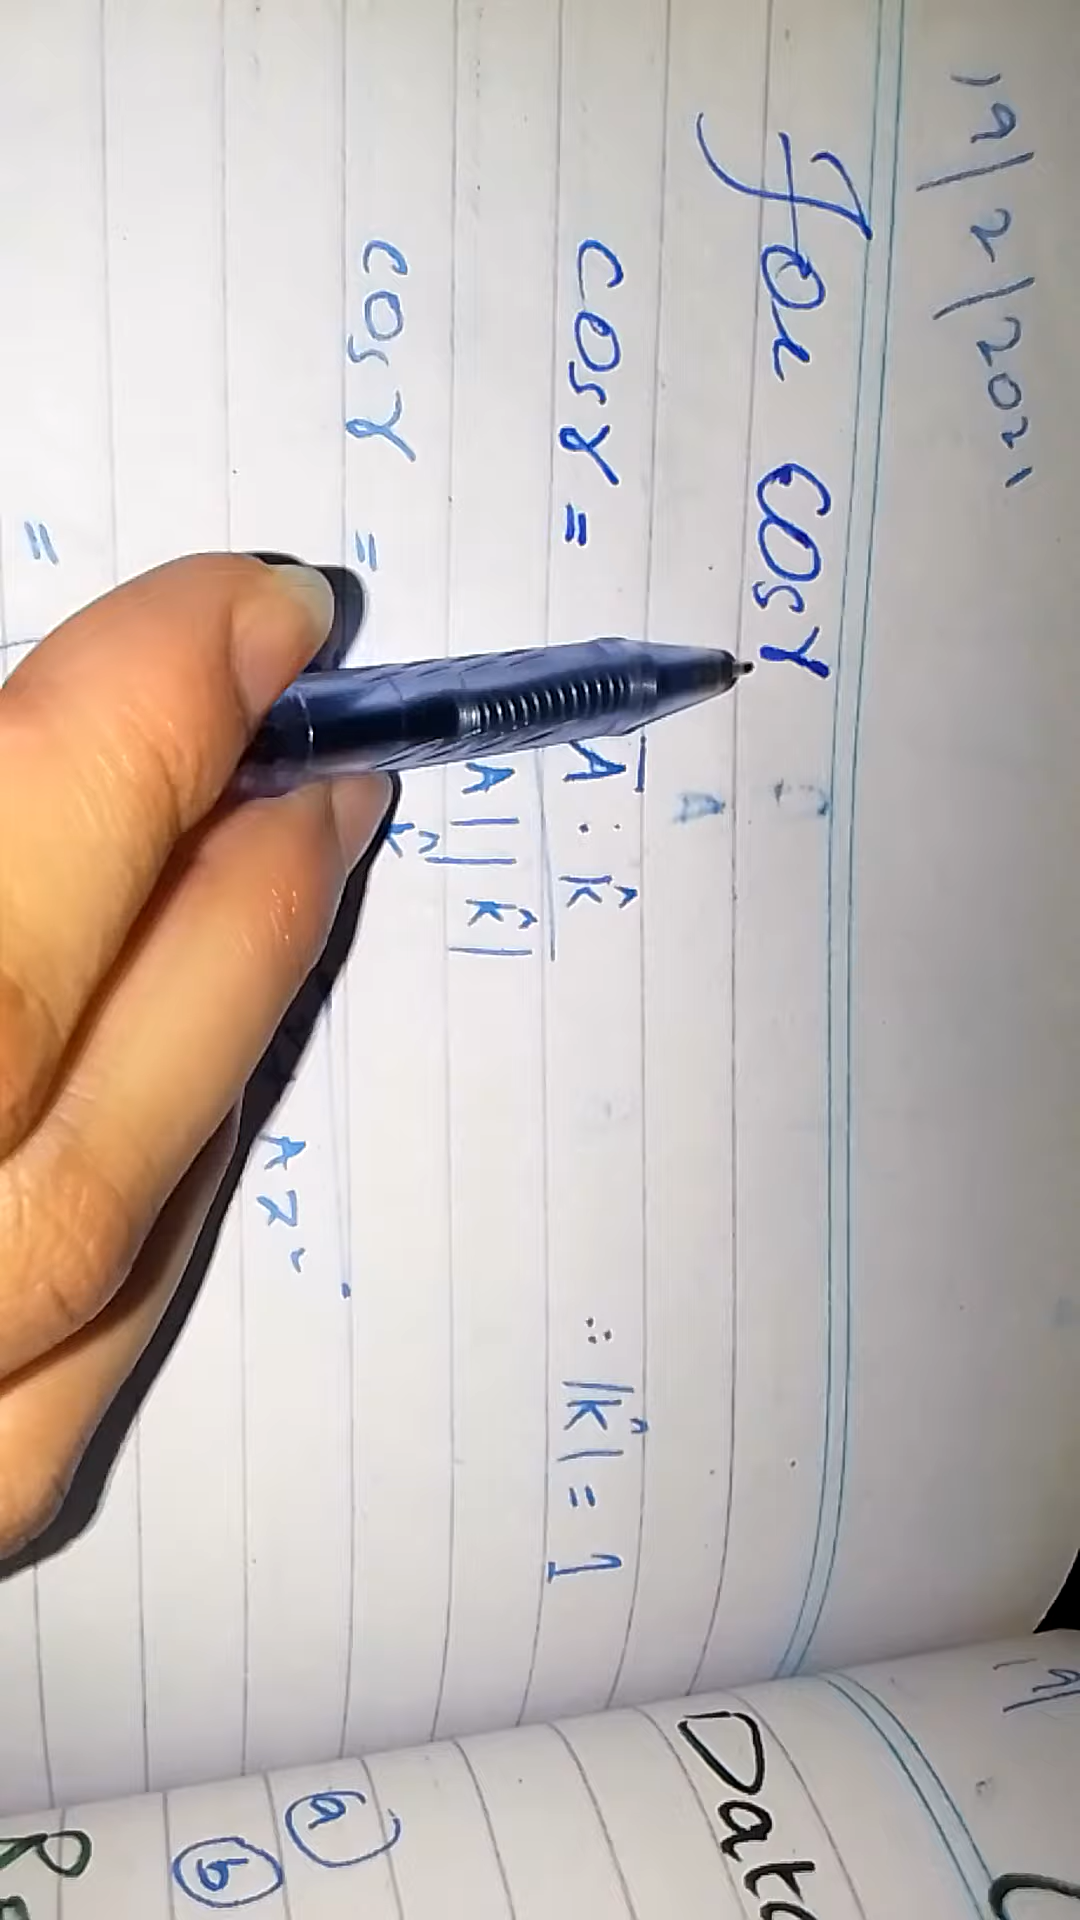 19/2/2021
For cosγ
cosγ = A . k̂
A||k̂|
∵ |k̂| = 1
cosγ =
k̂
Az
=
Data
a
b